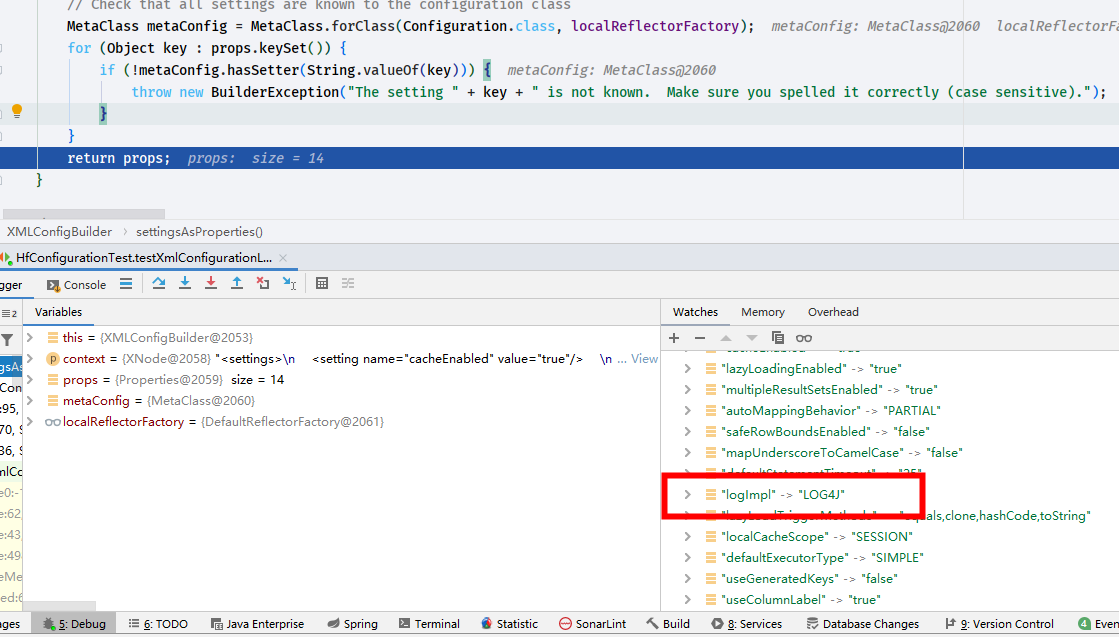 // Check that all settings are known to the configuration class
MetaClass metaConfig = MetaClass.forClass(Configuration.class, localReflectorFactory);  metaConfig: MetaClass@2060  localReflectorFa
for (Object key : props.keySet()) {
if (!metaConfig.hasSetter(String.valueOf(key))) {  metaConfig: MetaClass@2060
throw new BuilderException("The setting " + key + " is not known.  Make sure you spelled it correctly (case sensitive).");
}
}
return props;  props:  size = 14
}
XMLConfigBuilder > settingsAsProperties()
HfConfigurationTest.testXmlConfigurationL...
gger Console
Variables
this = {XMLConfigBuilder@2053}
context = {XNode@2058} "<settings>\n    <setting name="cacheEnabled" value="true"/>    \n ... View
props = {Properties@2059}  size = 14
metaConfig = {MetaClass@2060}
localReflectorFactory = {DefaultReflectorFactory@2061}
Watches Memory Overhead
"lazyLoadingEnabled" -> "true"
"multipleResultSetsEnabled" -> "true"
"autoMappingBehavior" -> "PARTIAL"
"safeRowBoundsEnabled" -> "false"
"mapUnderscoreToCamelCase" -> "false"
"defaultStatementTimeout" -> "25"
"logImpl" -> "LOG4J"
"lazyLoadTriggerMethods" -> "equals,clone,hashCode,toString"
"localCacheScope" -> "SESSION"
"defaultExecutorType" -> "SIMPLE"
"useGeneratedKeys" -> "false"
"useColumnLabel" -> "true"
ages 5: Debug 6: TODO Java Enterprise Spring Terminal Statistic SonarLint Build 8: Services Database Changes 9: Version Control 4 Even